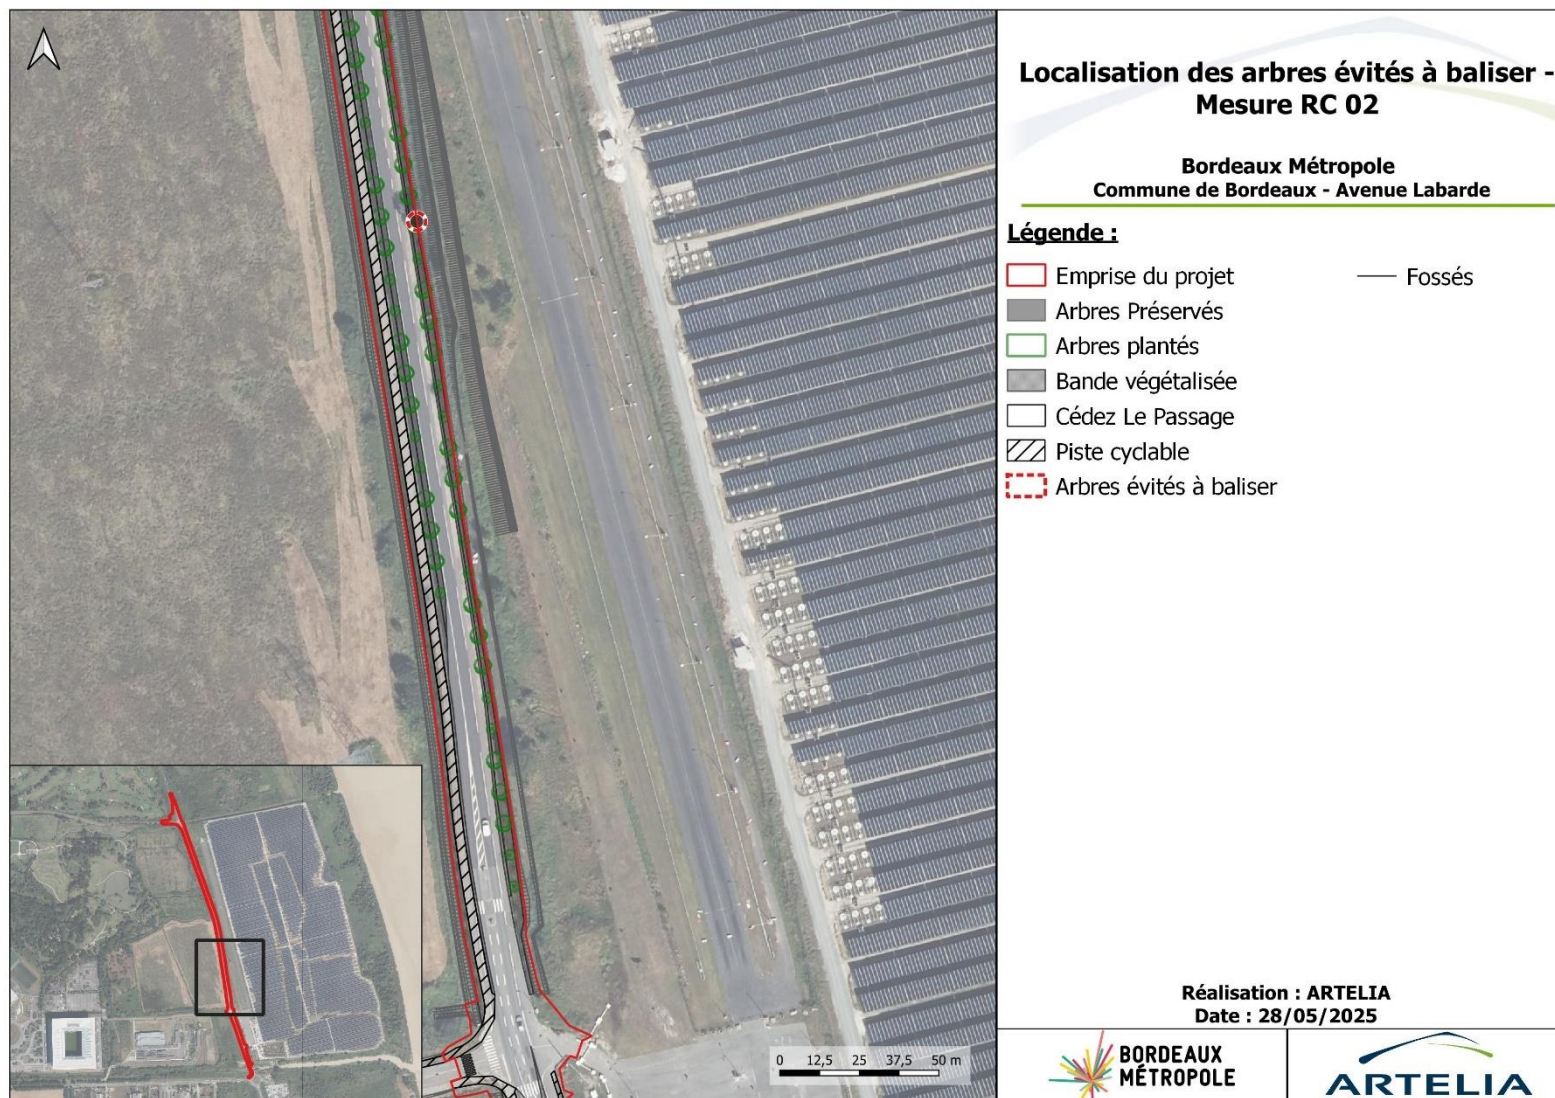 Localisation des arbres évités à baliser -
Mesure RC 02
Bordeaux Métropole
Commune de Bordeaux - Avenue Labarde
Légende :
Emprise du projet
Fossés
Arbres Préservés
Arbres plantés
Bande végétalisée
Cédez Le Passage
Piste cyclable
Arbres évités à baliser
0 12,5 25 37,5 50 m
Réalisation : ARTELIA
Date : 28/05/2025
BORDEAUX
MÉTROPOLE
ARTELIA